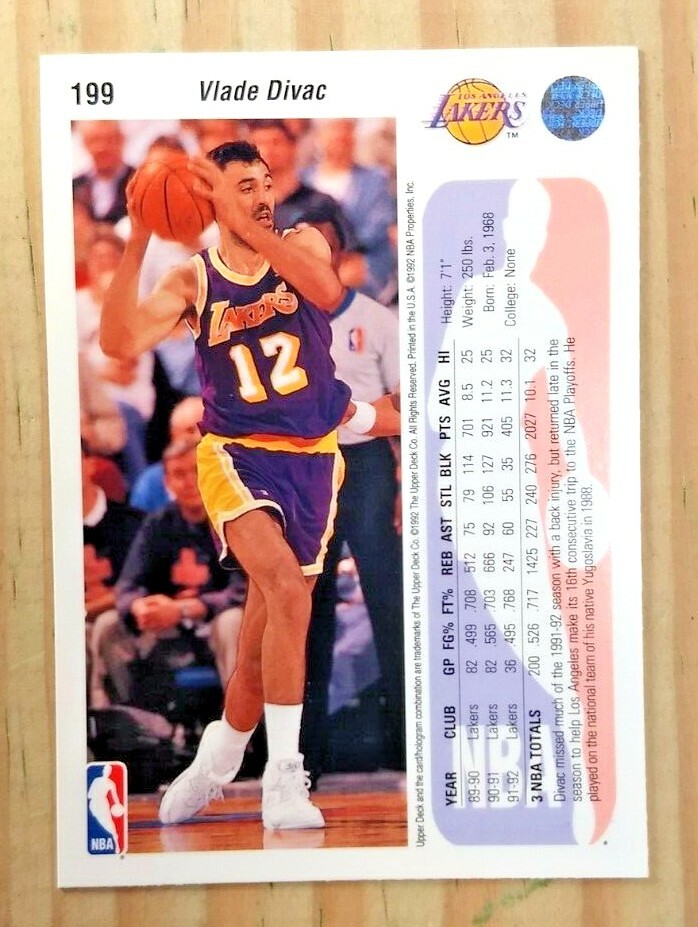 199
Vlade Divac
LOS ANGELES
LAKERS
TM
LAKERS
12
NBA
Upper Deck and the card/hologram combination are trademarks of The Upper Deck Co. ©1992 The Upper Deck Co. All Rights Reserved. Printed in the U.S.A. ©1992 NBA Properties, Inc.
Height: 7'1"
Weight: 250 lbs.
Born: Feb. 3, 1968
College: None
YEAR CLUB GP FG% FT% REB AST STL BLK PTS AVG HI
89-90 Lakers 82 .499 .708 512 75 79 114 701 8.5 25
90-91 Lakers 82 .565 .703 666 92 106 127 921 11.2 25
91-92 Lakers 36 .495 .768 247 60 55 35 405 11.3 32
3 NBA TOTALS 200 .526 .717 1425 227 240 276 2027 10.1 32
Divac missed much of the 1991-92 season with a back injury, but returned late in the
season to help Los Angeles make its 16th consecutive trip to the NBA Playoffs. He
played on the national team of his native Yugoslavia in 1988.
NBA